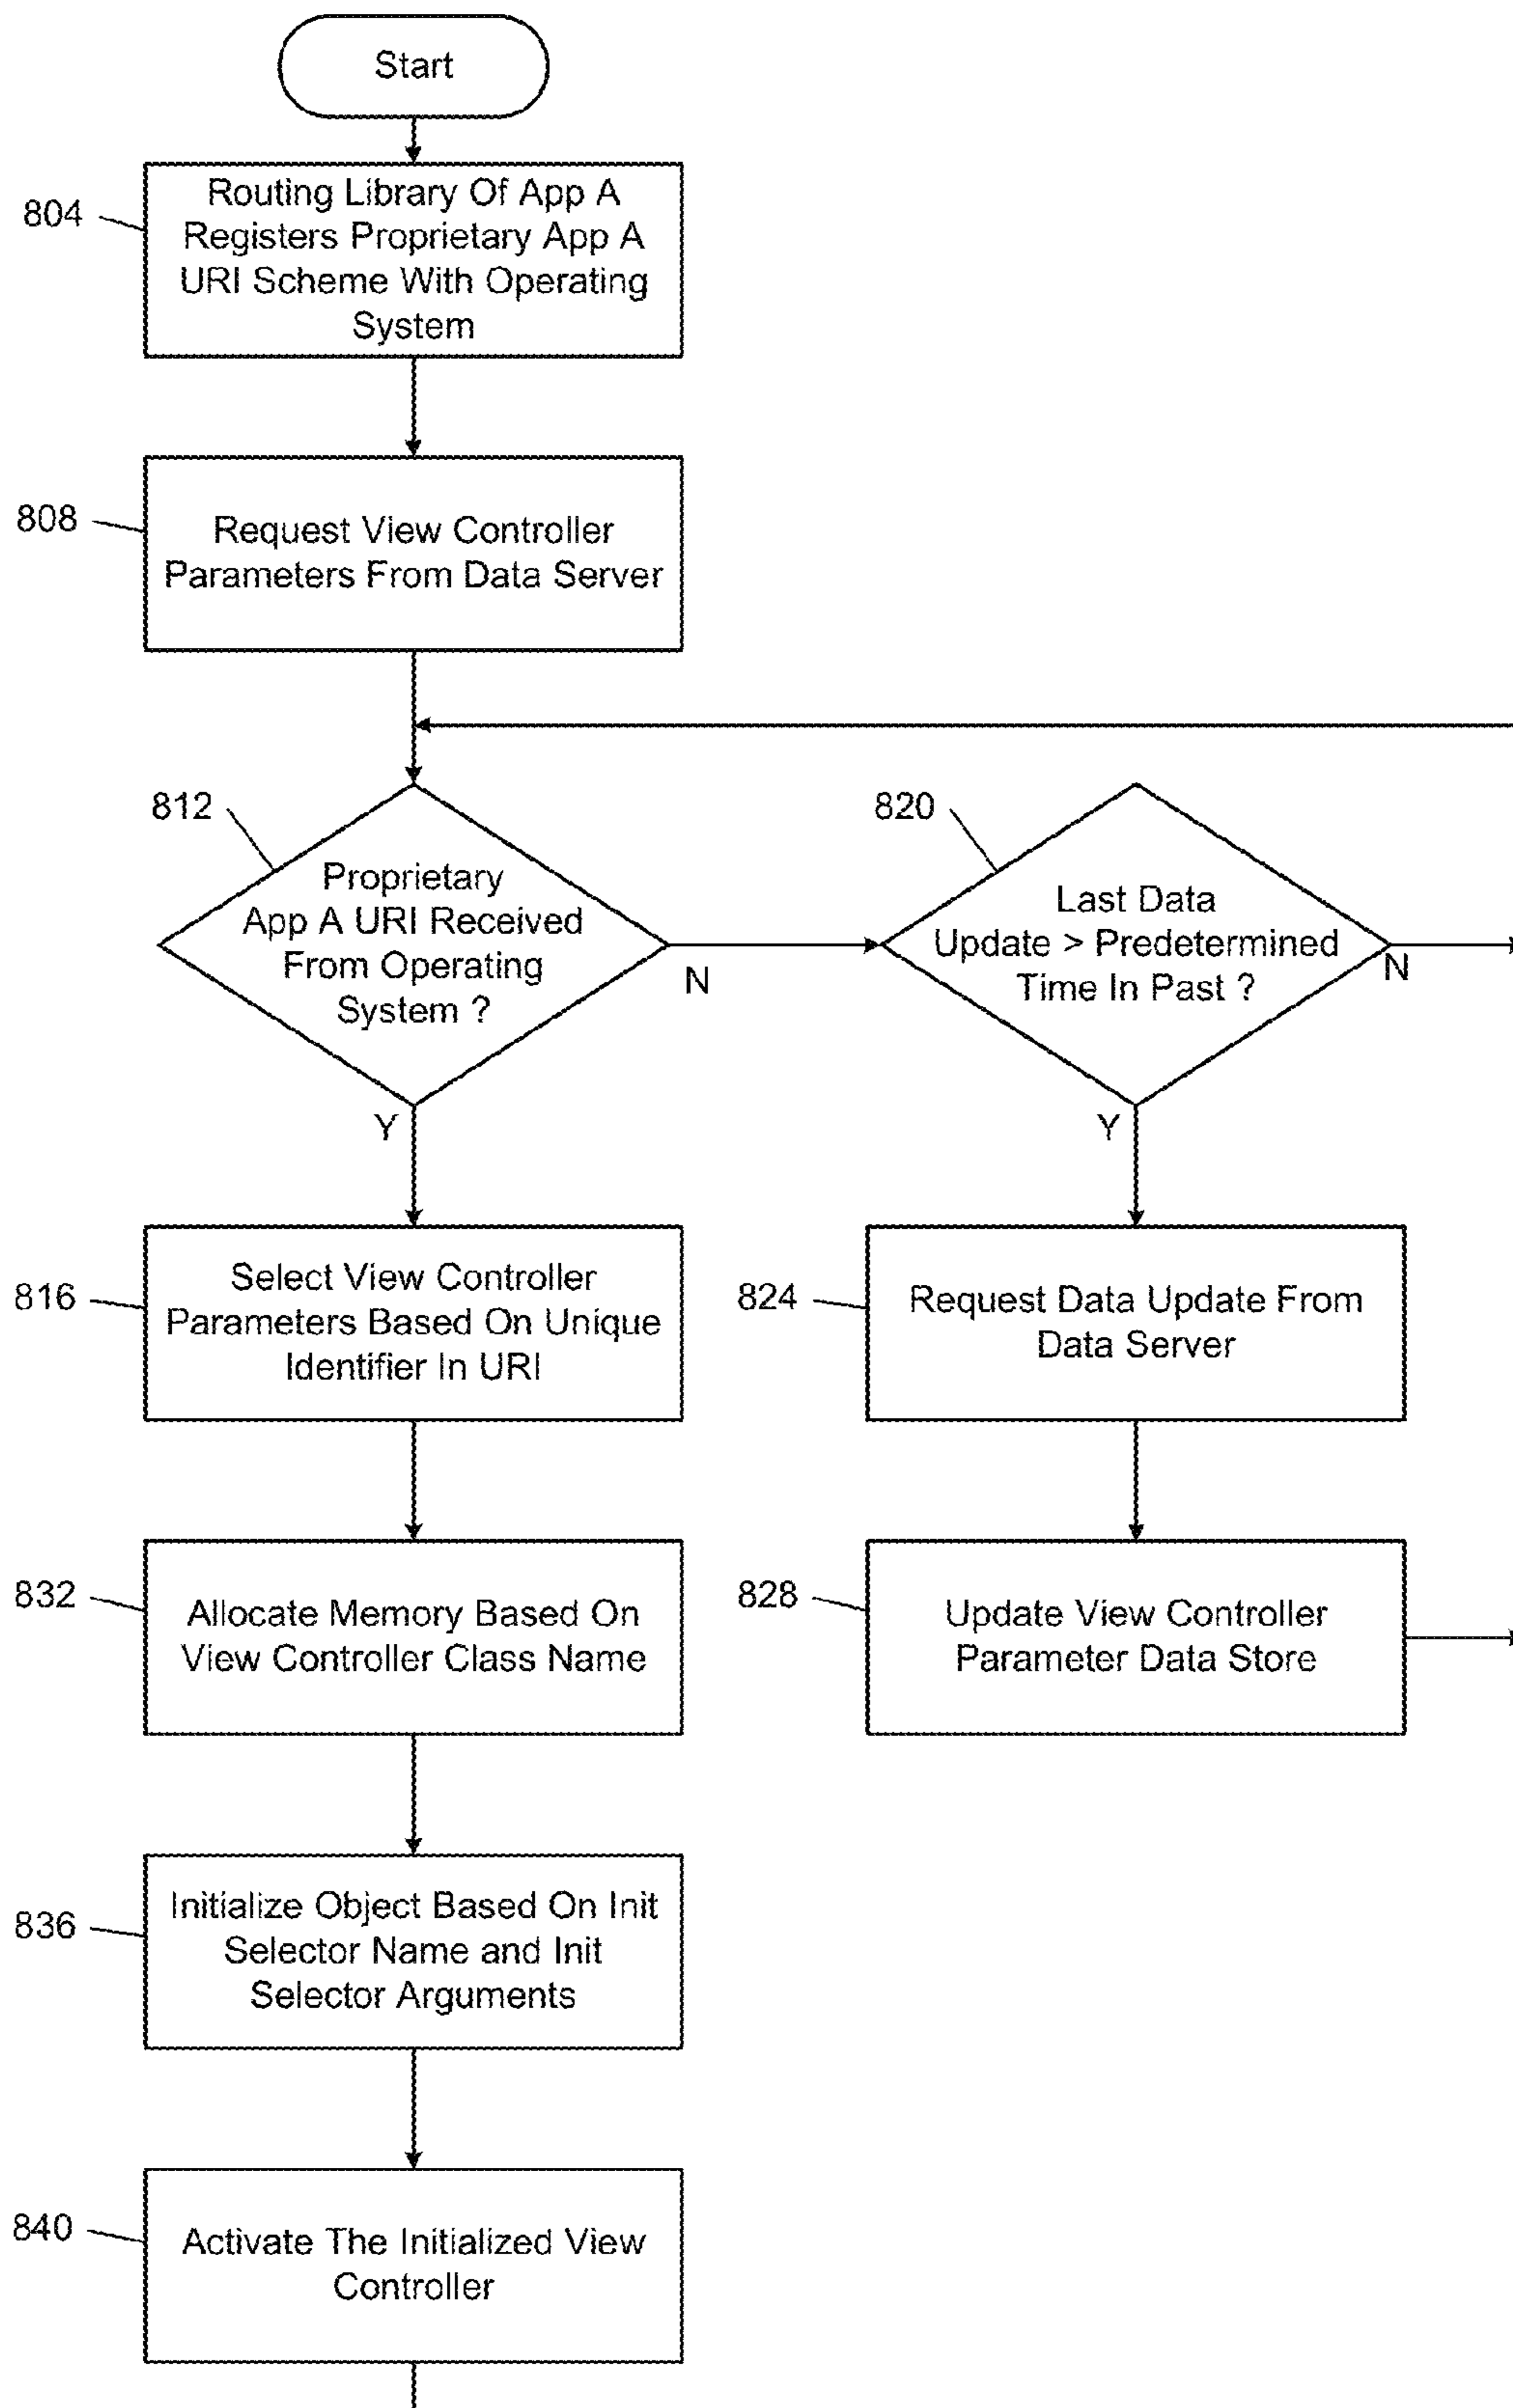 Start
804
Routing Library Of App A
Registers Proprietary App A
URI Scheme With Operating
System
808
Request View Controller
Parameters From Data Server
812
Proprietary
App A URI Received
From Operating
System ?
N
Y
820
Last Data
Update > Predetermined
Time In Past ?
N
Y
816
Select View Controller
Parameters Based On Unique
Identifier In URI
824
Request Data Update From
Data Server
832
Allocate Memory Based On
View Controller Class Name
828
Update View Controller
Parameter Data Store
836
Initialize Object Based On Init
Selector Name and Init
Selector Arguments
840
Activate The Initialized View
Controller